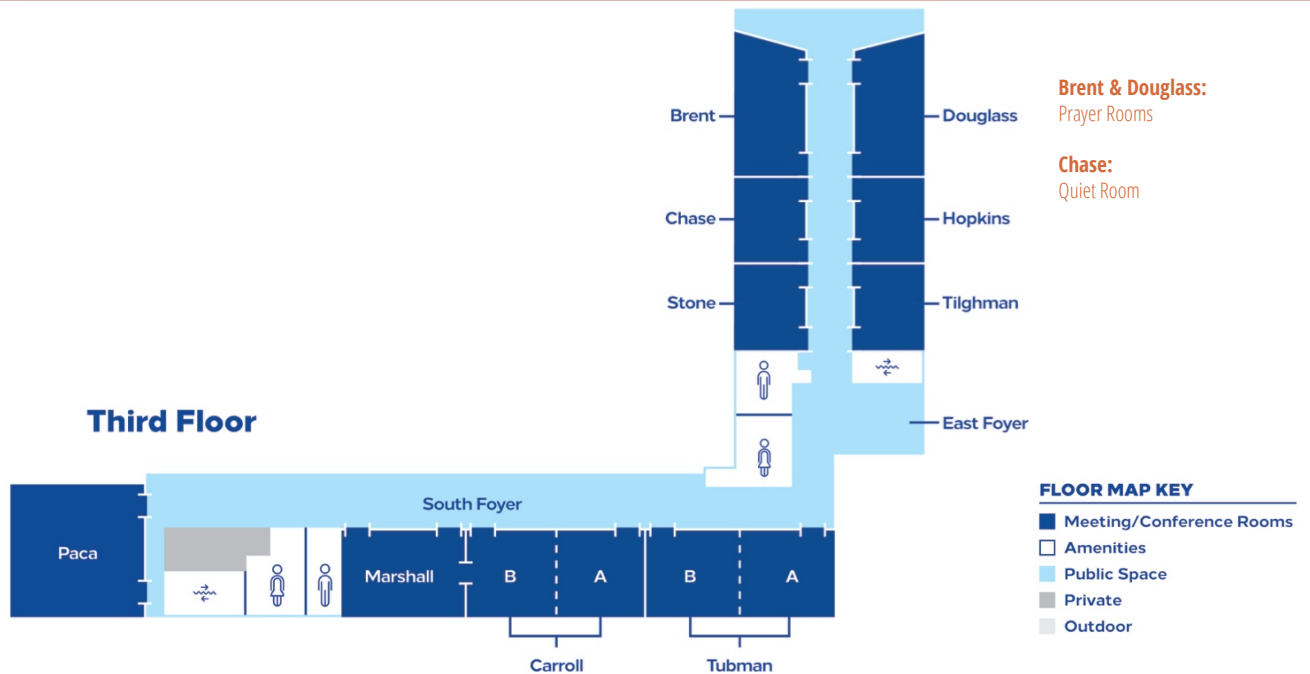 Brent
Douglass
Brent & Douglass:
Prayer Rooms
Chase:
Quiet Room
Chase
Hopkins
Stone
Tilghman
Third Floor
East Foyer
South Foyer
Paca
Marshall
B
A
B
A
Carroll
Tubman
FLOOR MAP KEY
Meeting/Conference Rooms
Amenities
Public Space
Private
Outdoor